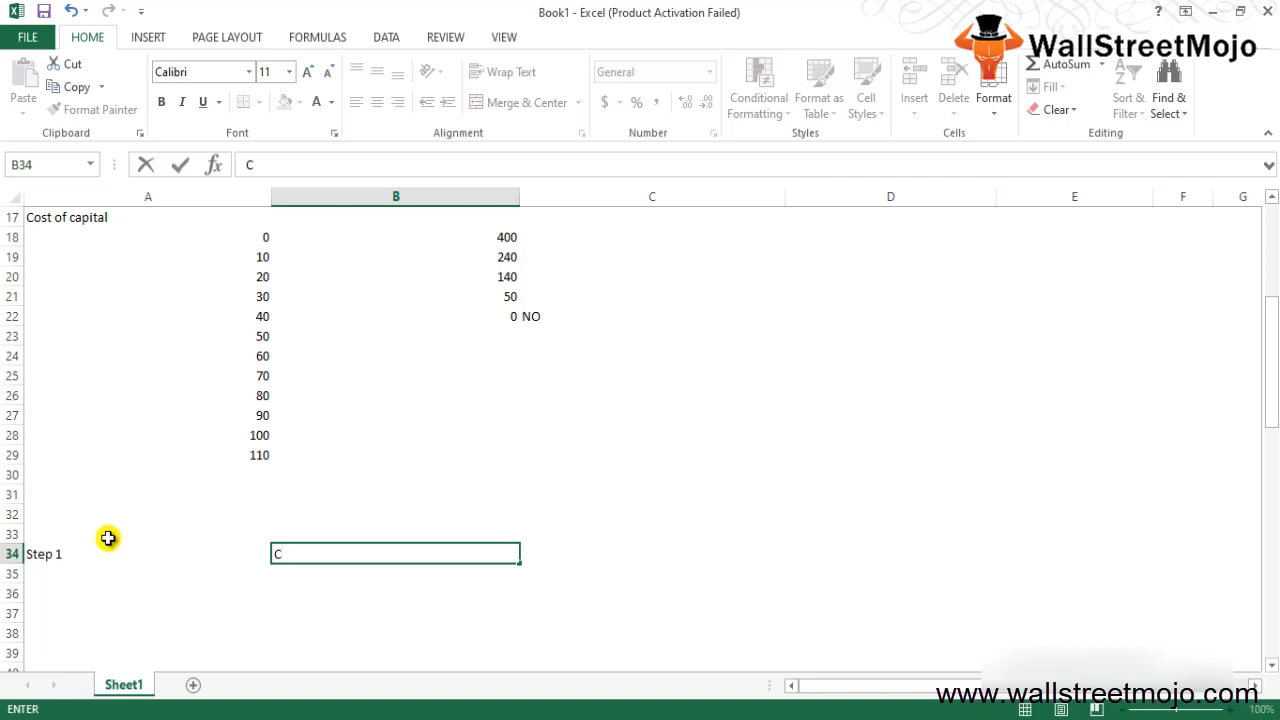 Book1 - Excel (Product Activation Failed)
FILE HOME INSERT PAGE LAYOUT FORMULAS DATA REVIEW VIEW
WallStreetMojo
Paste
Cut
Copy
Format Painter
Clipboard
Calibri 11
B I U
Font
Wrap Text
Merge & Center
Alignment
General
$ % ,
Number
Conditional Formatting
Format as Table
Cell Styles
Styles
Insert
Delete
Format
Cells
AutoSum
Fill
Clear
Sort & Filter
Find & Select
Editing
B34 fx C
A B C D E F G
17 Cost of capital
18 0 400
19 10 240
20 20 140
21 30 50
22 40 0 NO
23 50
24 60
25 70
26 80
27 90
28 100
29 110
30
31
32
33
34 Step 1 C
35
36
37
38
39
Sheet1
www.wallstreetmojo.com
ENTER 100%